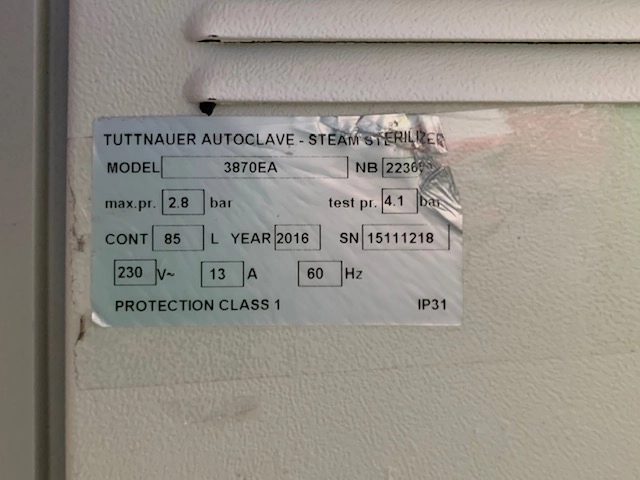 TUTTNAUER AUTOCLAVE - STEAM STERILIZER
MODEL 3870EA NB
max.pr. 2.8 bar test pr. 4.1 bar
CONT 85 L YEAR 2016 SN 15111218
230 V~ 13 A 60 Hz
PROTECTION CLASS 1 IP31